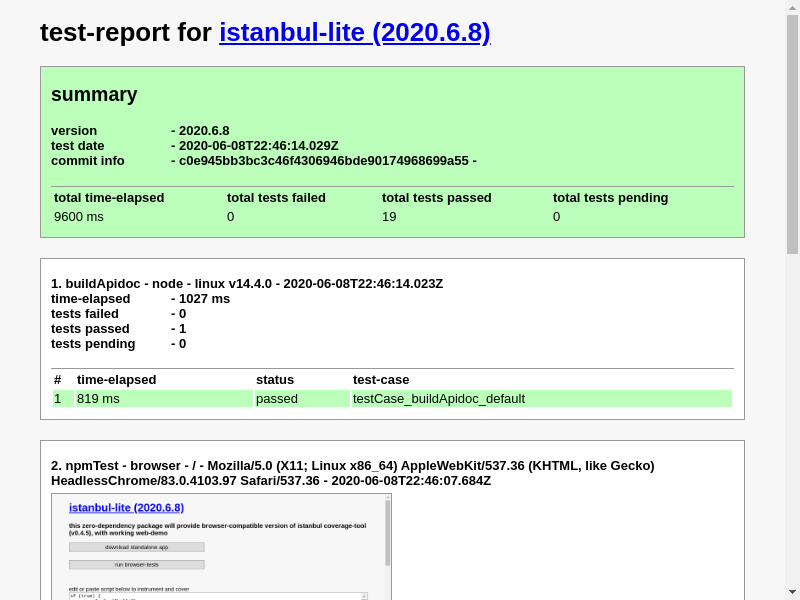 test-report for istanbul-lite (2020.6.8)
summary
version - 2020.6.8
test date - 2020-06-08T22:46:14.029Z
commit info - c0e945bb3bc3c46f4306946bde90174968699a55 -
total time-elapsed total tests failed total tests passed total tests pending
9600 ms 0 19 0
1. buildApidoc - node - linux v14.4.0 - 2020-06-08T22:46:14.023Z
time-elapsed - 1027 ms
tests failed - 0
tests passed - 1
tests pending - 0
# time-elapsed status test-case
1 819 ms passed testCase_buildApidoc_default
2. npmTest - browser - / - Mozilla/5.0 (X11; Linux x86_64) AppleWebKit/537.36 (KHTML, like Gecko)
HeadlessChrome/83.0.4103.97 Safari/537.36 - 2020-06-08T22:46:07.684Z
istanbul-lite (2020.6.8)
this zero-dependency package will provide browser-compatible version of istanbul coverage-tool
(v0.4.5), with working web-demo
download standalone app
run browser-tests
edit or paste script below to instrument and cover
if (true) {